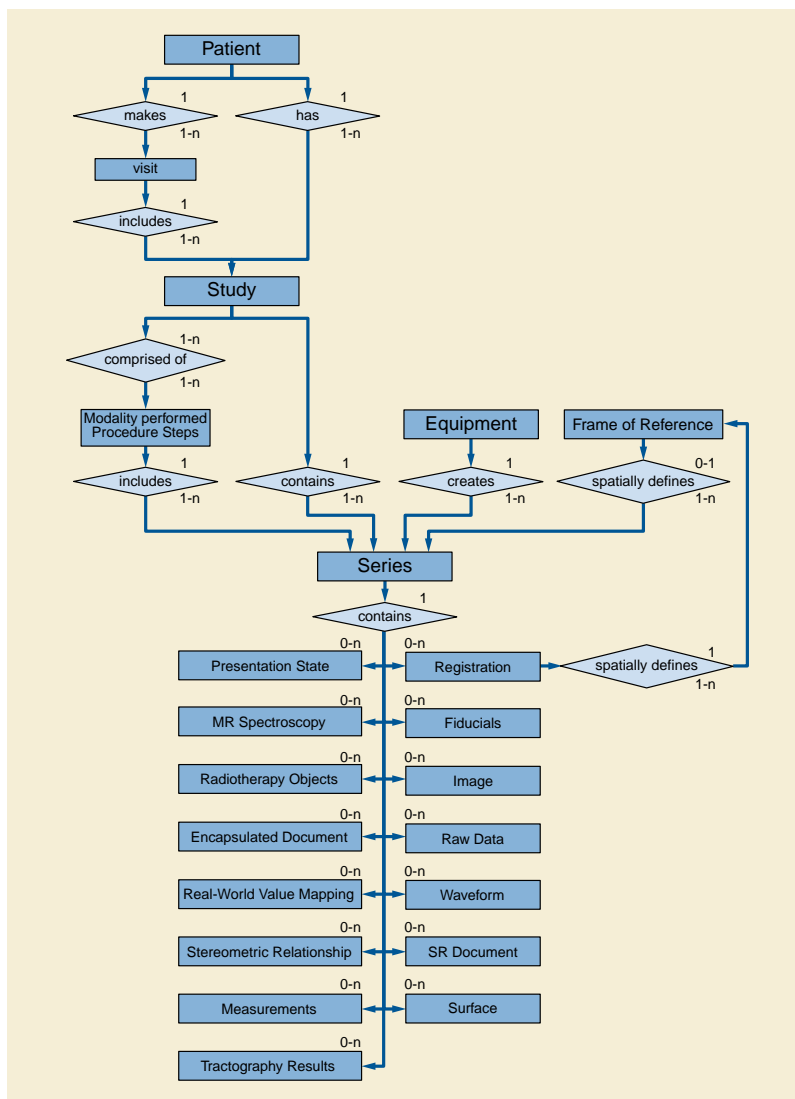 Patient
1
1
makes
has
1-n
1-n
visit
1
includes
1-n
Study
1-n
comprised of
1-n
Modality performed
Procedure Steps
Equipment
Frame of Reference
1
1
1
0-1
includes
contains
creates
spatially defines
1-n
1-n
1-n
1-n
Series
1
contains
0-n
0-n
1
Presentation State
Registration
spatially defines
1-n
0-n
0-n
MR Spectroscopy
Fiducials
0-n
0-n
Radiotherapy Objects
Image
0-n
0-n
Encapsulated Document
Raw Data
0-n
0-n
Real-World Value Mapping
Waveform
0-n
0-n
Stereometric Relationship
SR Document
0-n
0-n
Measurements
Surface
0-n
Tractography Results